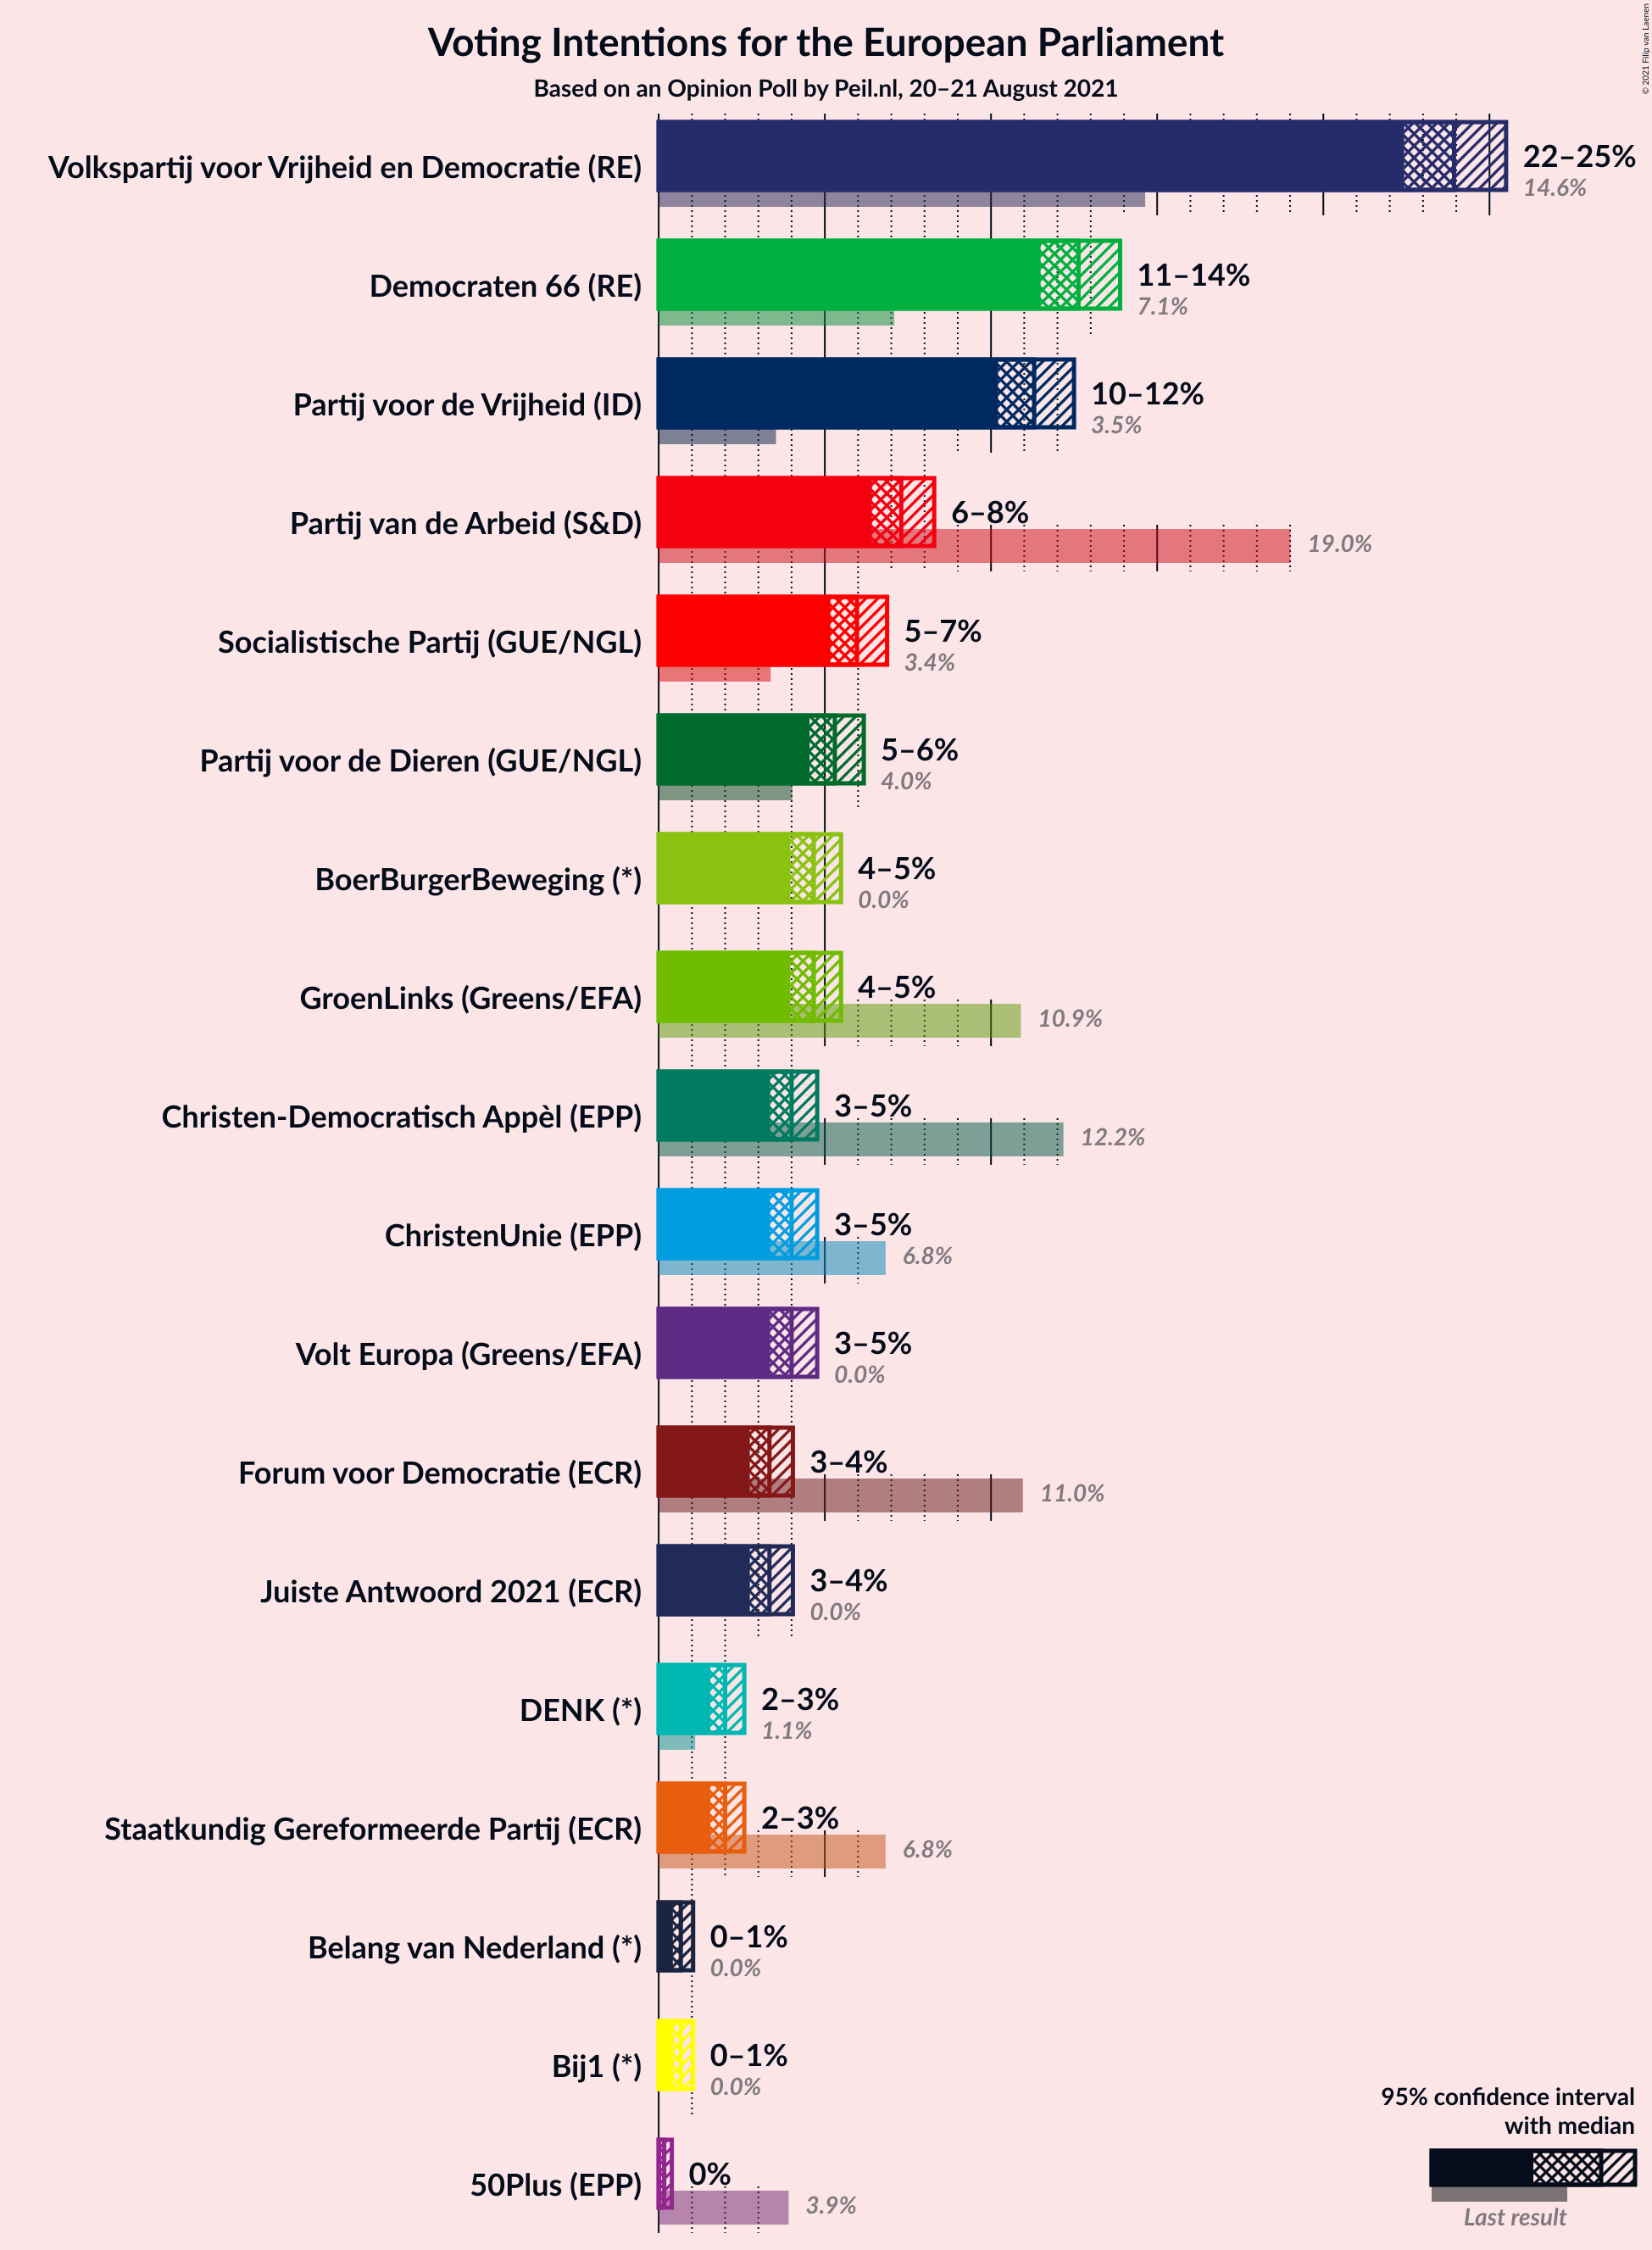 Voting Intentions for the European Parliament
Based on an Opinion Poll by Peil.nl, 20–21 August 2021
© 2021 Filip van Laenen
Volkspartij voor Vrijheid en Democratie (RE)
22–25%
14.6%
Democraten 66 (RE)
11–14%
7.1%
Partij voor de Vrijheid (ID)
10–12%
3.5%
Partij van de Arbeid (S&D)
6–8%
19.0%
Socialistische Partij (GUE/NGL)
5–7%
3.4%
Partij voor de Dieren (GUE/NGL)
5–6%
4.0%
BoerBurgerBeweging (*)
4–5%
0.0%
GroenLinks (Greens/EFA)
4–5%
10.9%
Christen-Democratisch Appèl (EPP)
3–5%
12.2%
ChristenUnie (EPP)
3–5%
6.8%
Volt Europa (Greens/EFA)
3–5%
0.0%
Forum voor Democratie (ECR)
3–4%
11.0%
Juiste Antwoord 2021 (ECR)
3–4%
0.0%
DENK (*)
2–3%
1.1%
Staatkundig Gereformeerde Partij (ECR)
2–3%
6.8%
Belang van Nederland (*)
0–1%
0.0%
Bij1 (*)
0–1%
0.0%
50Plus (EPP)
0%
3.9%
95% confidence interval
with median
Last result